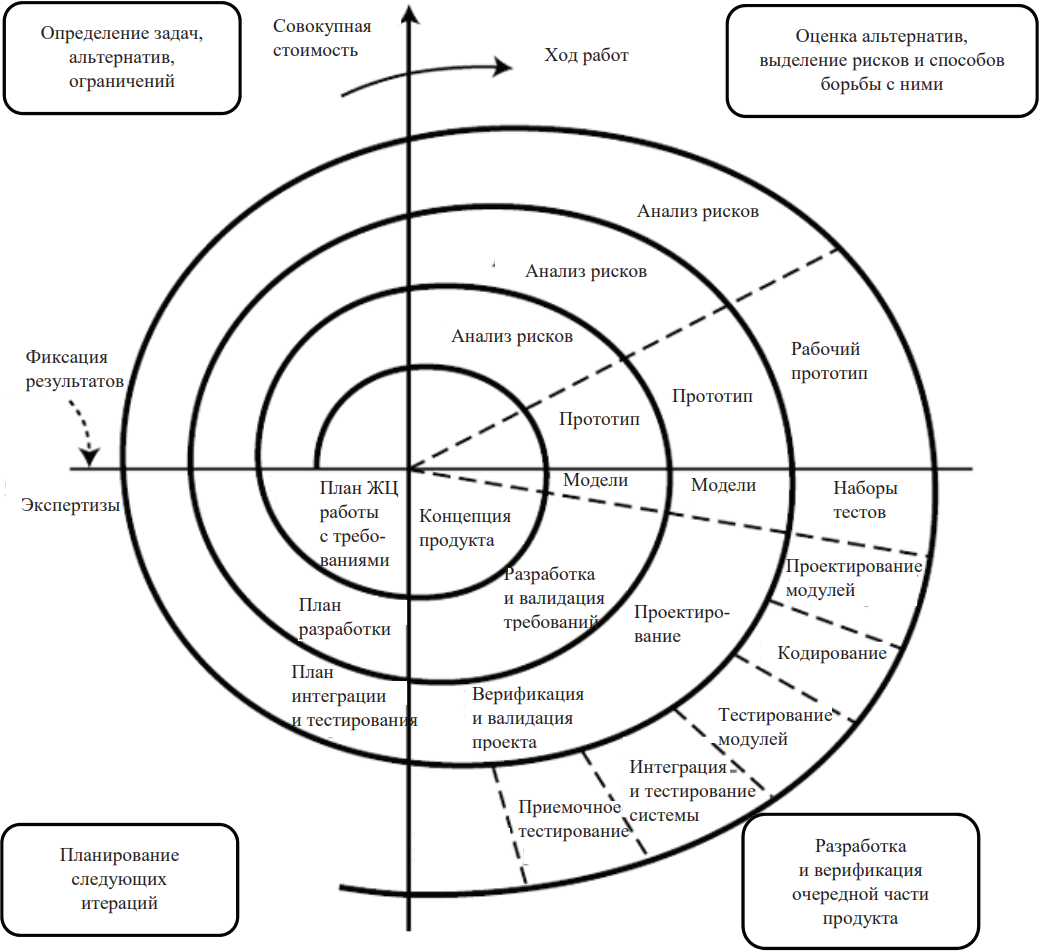 Определение задач,
альтернатив,
ограничений
Совокупная
стоимость
Ход работ
Оценка альтернатив,
выделение рисков и способов
борьбы с ними
Анализ рисков
Анализ рисков
Анализ рисков
Фиксация
результатов
Рабочий
прототип
Прототип
Прототип
Экспертизы
План ЖЦ
работы
с требо-
ваниями
Концепция
продукта
Модели
Модели
Наборы
тестов
План
разработки
Разработка
и валидация
требований
Проектиро-
вание
Проектирование
модулей
Кодирование
План
интеграции
и тестирования
Верификация
и валидация
проекта
Тестирование
модулей
Интеграция
и тестирование
системы
Приемочное
тестирование
Планирование
следующих
итераций
Разработка
и верификация
очередной части
продукта